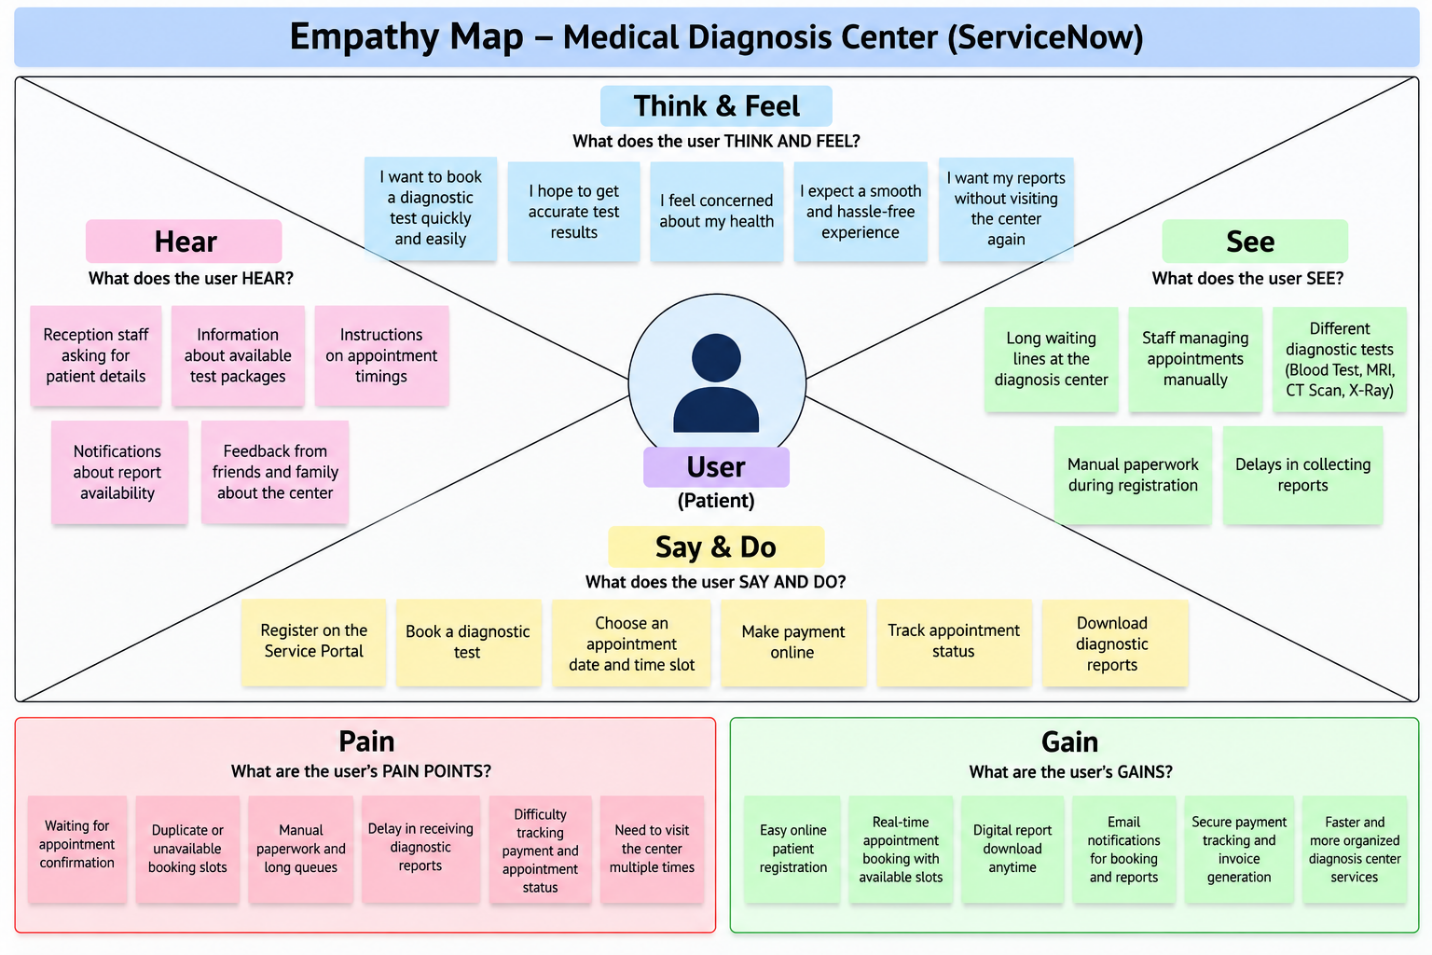 Empathy Map – Medical Diagnosis Center (ServiceNow)
Think & Feel
What does the user THINK AND FEEL?
I want to book
a diagnostic
test quickly
and easily
I hope to get
accurate test
results
I feel concerned
about my health
I expect a smooth
and hassle-free
experience
I want my reports
without visiting
the center
again
Hear
What does the user HEAR?
Reception staff
asking for
patient details
Information
about available
test packages
Instructions
on appointment
timings
Notifications
about report
availability
Feedback from
friends and family
about the center
See
What does the user SEE?
Long waiting
lines at the
diagnosis center
Staff managing
appointments
manually
Different
diagnostic tests
(Blood Test, MRI,
CT Scan, X-Ray)
Manual paperwork
during registration
Delays in collecting
reports
User
(Patient)
Say & Do
What does the user SAY AND DO?
Register on the
Service Portal
Book a diagnostic
test
Choose an
appointment
date and time slot
Make payment
online
Track appointment
status
Download
diagnostic
reports
Pain
What are the user's PAIN POINTS?
Waiting for
appointment
confirmation
Duplicate or
unavailable
booking slots
Manual
paperwork and
long queues
Delay in receiving
diagnostic
reports
Difficulty
tracking
payment and
appointment
status
Need to visit
the center
multiple times
Gain
What are the user's GAINS?
Easy online
patient
registration
Real-time
appointment
booking with
available slots
Digital report
download
anytime
Email
notifications
for booking
and reports
Secure payment
tracking and
invoice
generation
Faster and
more organized
diagnosis center
services